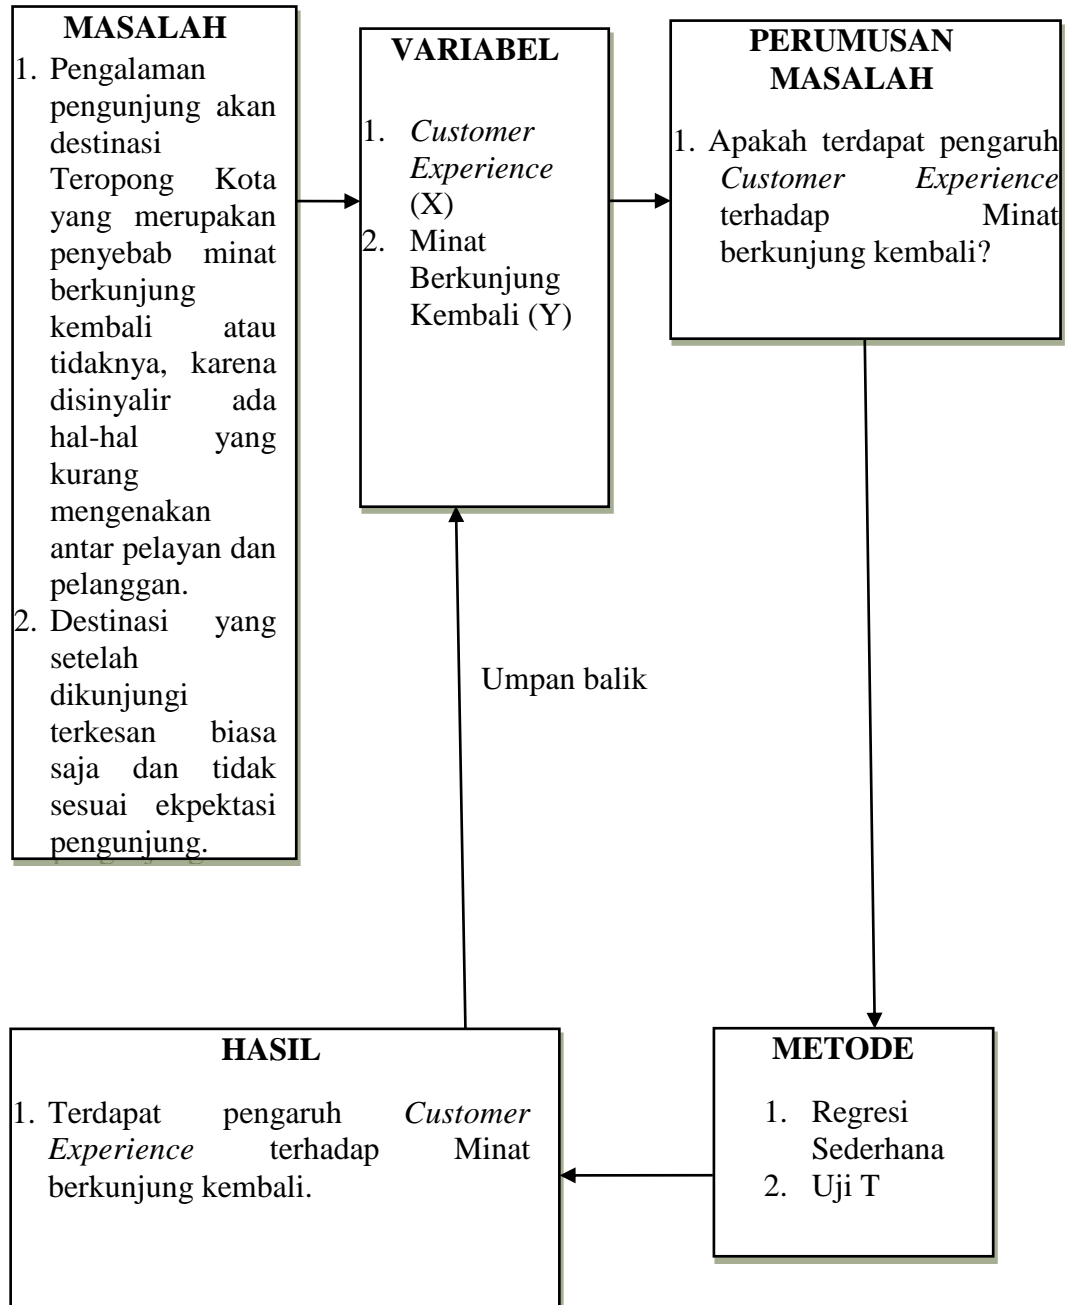 MASALAH
1. Pengalaman
pengunjung akan
destinasi
Teropong Kota
yang merupakan
penyebab minat
berkunjung
kembali atau
tidaknya, karena
disinyalir ada
hal-hal yang
kurang
mengenakan
antar pelayan dan
pelanggan.
2. Destinasi yang
setelah
dikunjungi
terkesan biasa
saja dan tidak
sesuai ekpektasi
pengunjung.
VARIABEL
1. Customer
Experience
(X)
2. Minat
Berkunjung
Kembali (Y)
PERUMUSAN
MASALAH
1. Apakah terdapat pengaruh
Customer Experience
terhadap Minat
berkunjung kembali?
Umpan balik
HASIL
1. Terdapat pengaruh Customer
Experience terhadap Minat
berkunjung kembali.
METODE
1. Regresi
Sederhana
2. Uji T